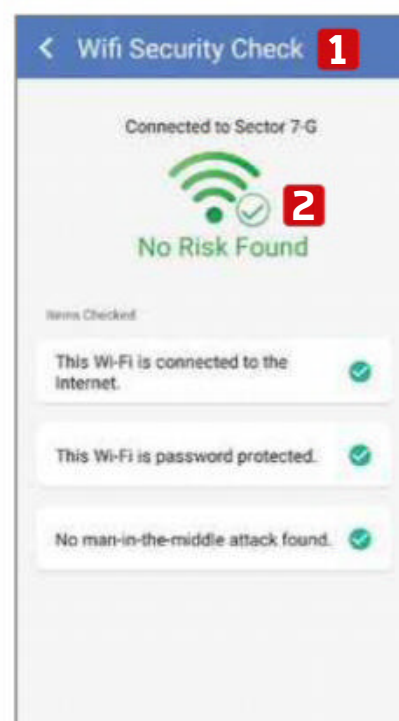 Wifi Security Check 1
Connected to Sector 7-G
2
No Risk Found
Items Checked
This Wi-Fi is connected to the
Internet.
This Wi-Fi is password protected.
No man-in-the-middle attack found.